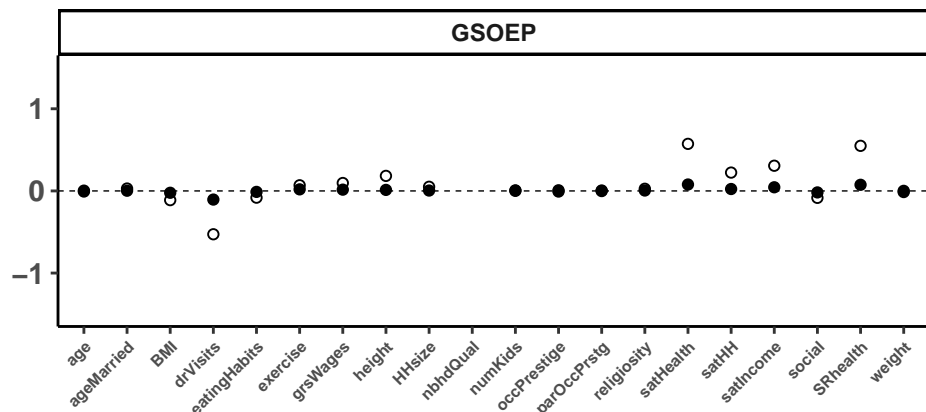 GSOEP
1
0
−1
age
ageMarried
BMI
drVisits
eatingHabits
exercise
grsWages
height
HHsize
nbhdQual
numKids
occPrestige
parOccPrstg
religiosity
satHealth
satHH
satIncome
social
SRhealth
weight